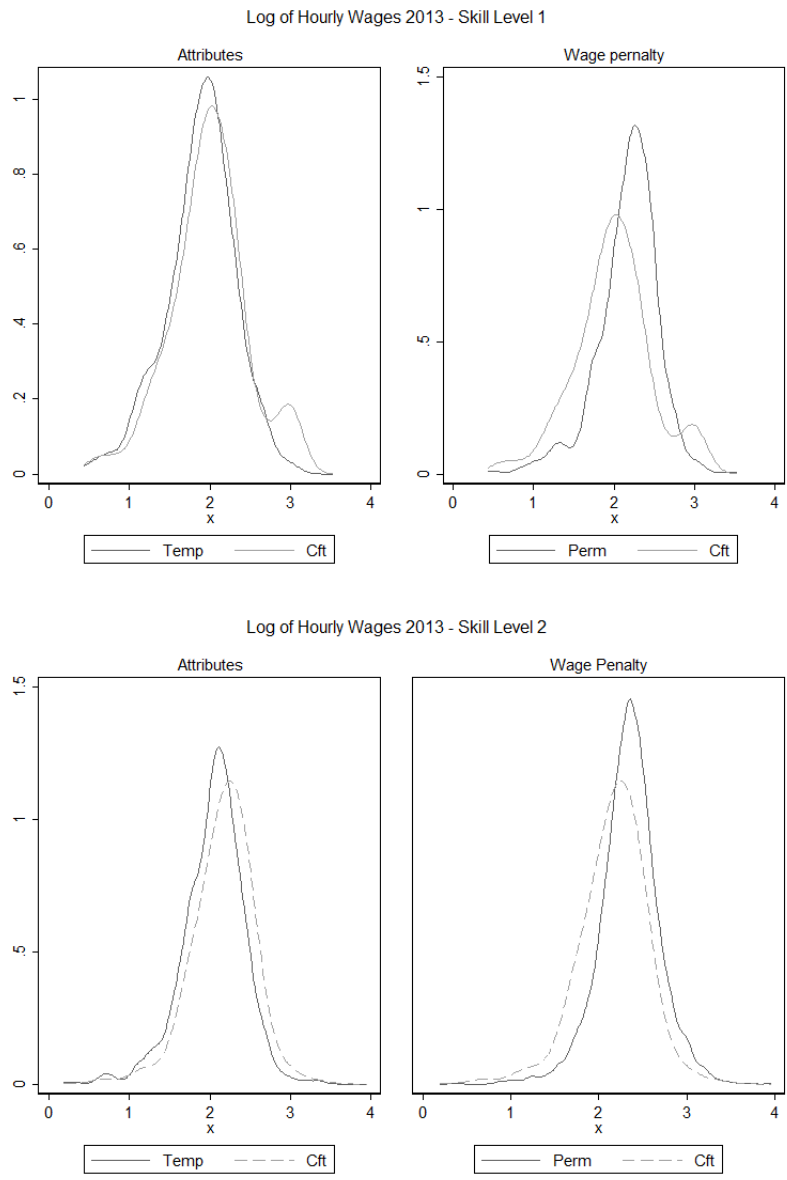 Log of Hourly Wages 2013 - Skill Level 1
Attributes
Wage pernalty
1
.8
.6
.4
.2
0
0 1 2 3 4
x
Temp Cft
1.5
1
.5
0
0 1 2 3 4
x
Perm Cft
Log of Hourly Wages 2013 - Skill Level 2
Attributes
Wage Penalty
1.5
1
.5
0
0 1 2 3 4
x
Temp Cft
0 1 2 3 4
x
Perm Cft